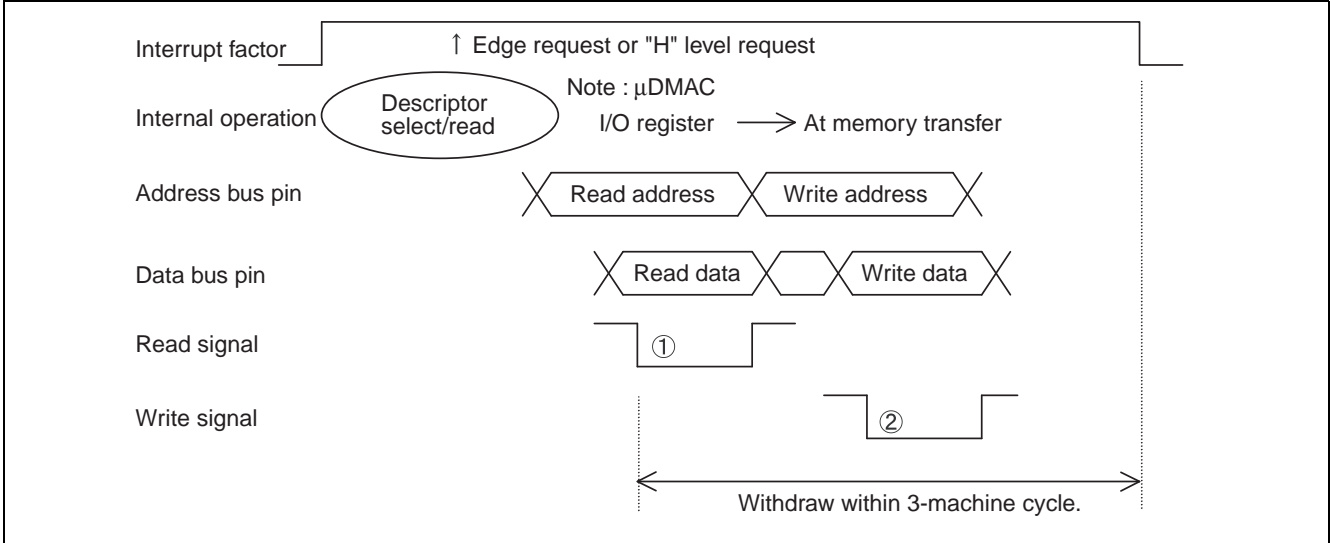 Interrupt factor
↑ Edge request or "H" level request
Internal operation
Descriptor
select/read
Note : μDMAC
I/O register → At memory transfer
Address bus pin
Read address
Write address
Data bus pin
Read data
Write data
Read signal
①
Write signal
②
Withdraw within 3-machine cycle.